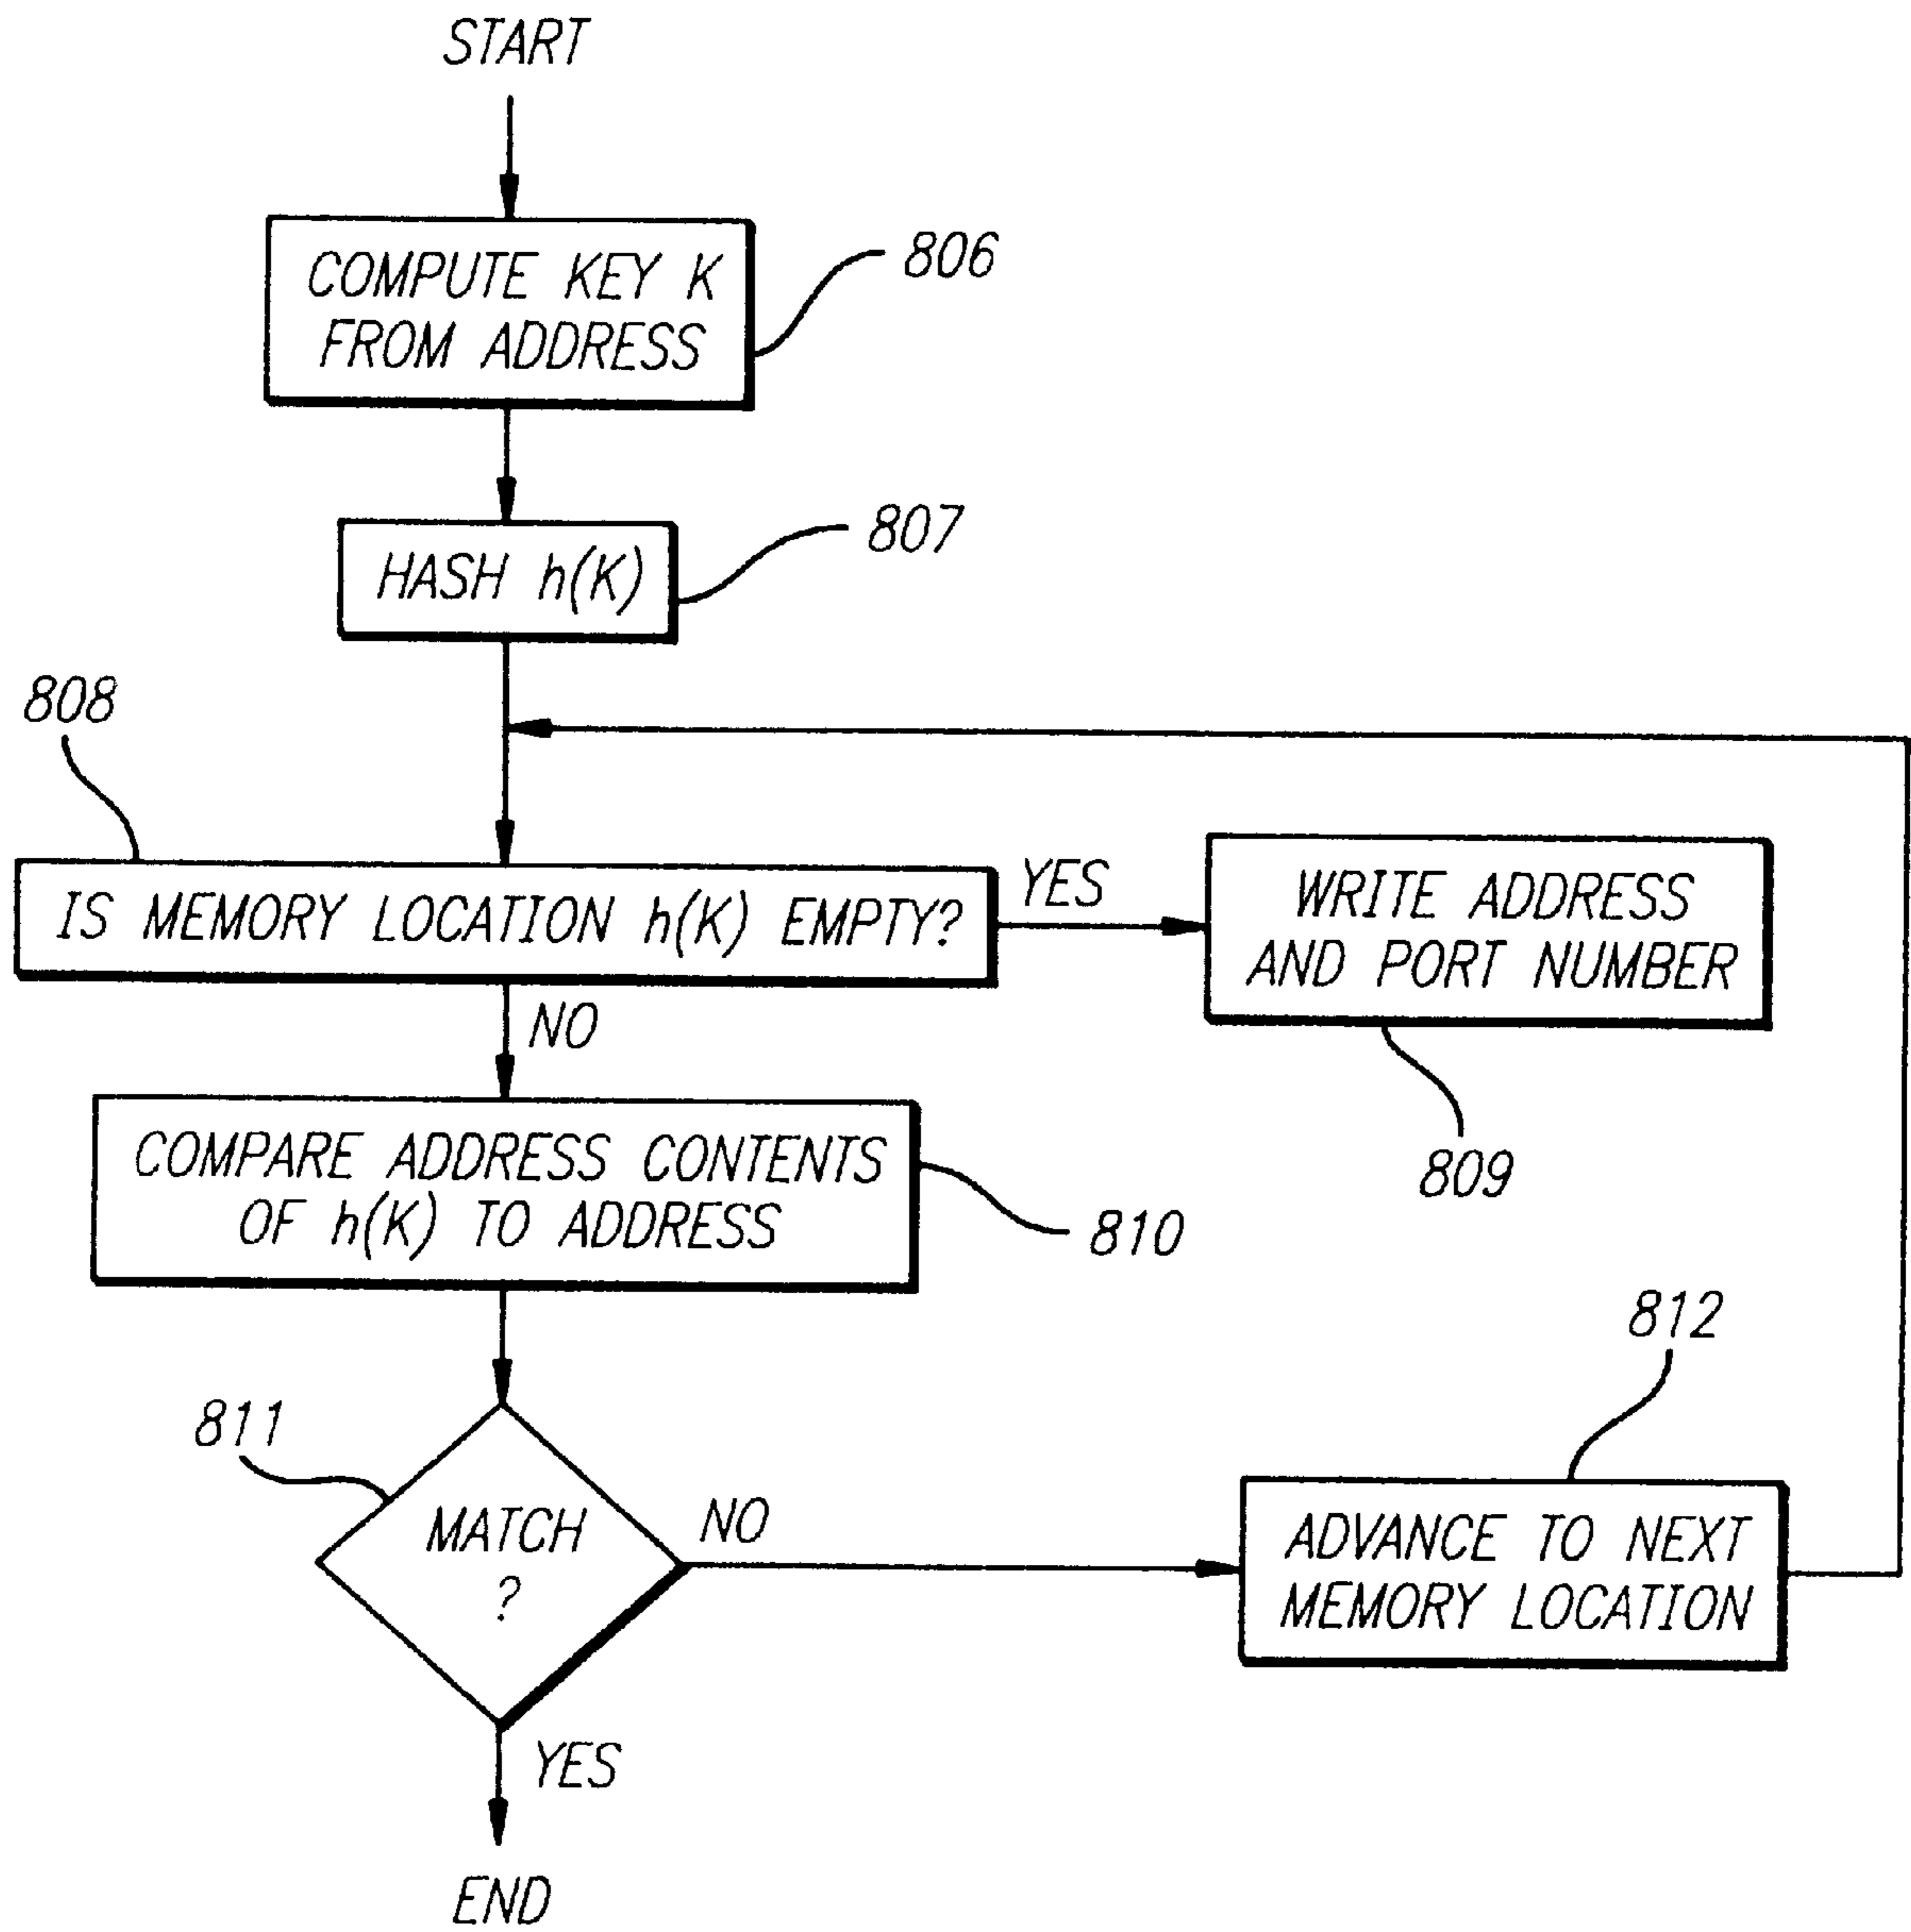 START
COMPUTE KEY K
FROM ADDRESS
806
HASH h(K)
807
808
IS MEMORY LOCATION h(K) EMPTY?
YES
WRITE ADDRESS
AND PORT NUMBER
809
NO
COMPARE ADDRESS CONTENTS
OF h(K) TO ADDRESS
810
811
MATCH
?
NO
812
ADVANCE TO NEXT
MEMORY LOCATION
YES
END